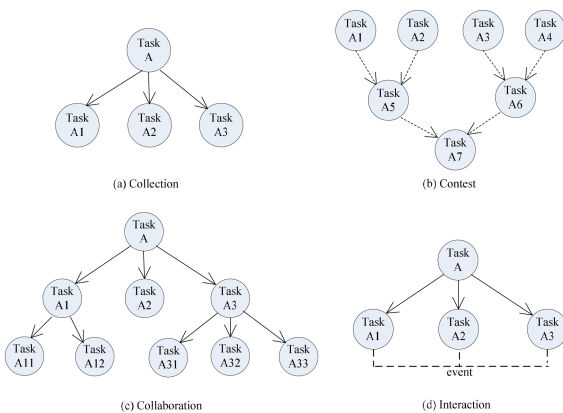 Task
A
Task
A1
Task
A2
Task
A3
(a) Collection
Task
A1
Task
A2
Task
A3
Task
A4
Task
A5
Task
A6
Task
A7
(b) Contest
Task
A
Task
A1
Task
A2
Task
A3
Task
A11
Task
A12
Task
A31
Task
A32
Task
A33
(c) Collaboration
Task
A
Task
A1
Task
A2
Task
A3
event
(d) Interaction